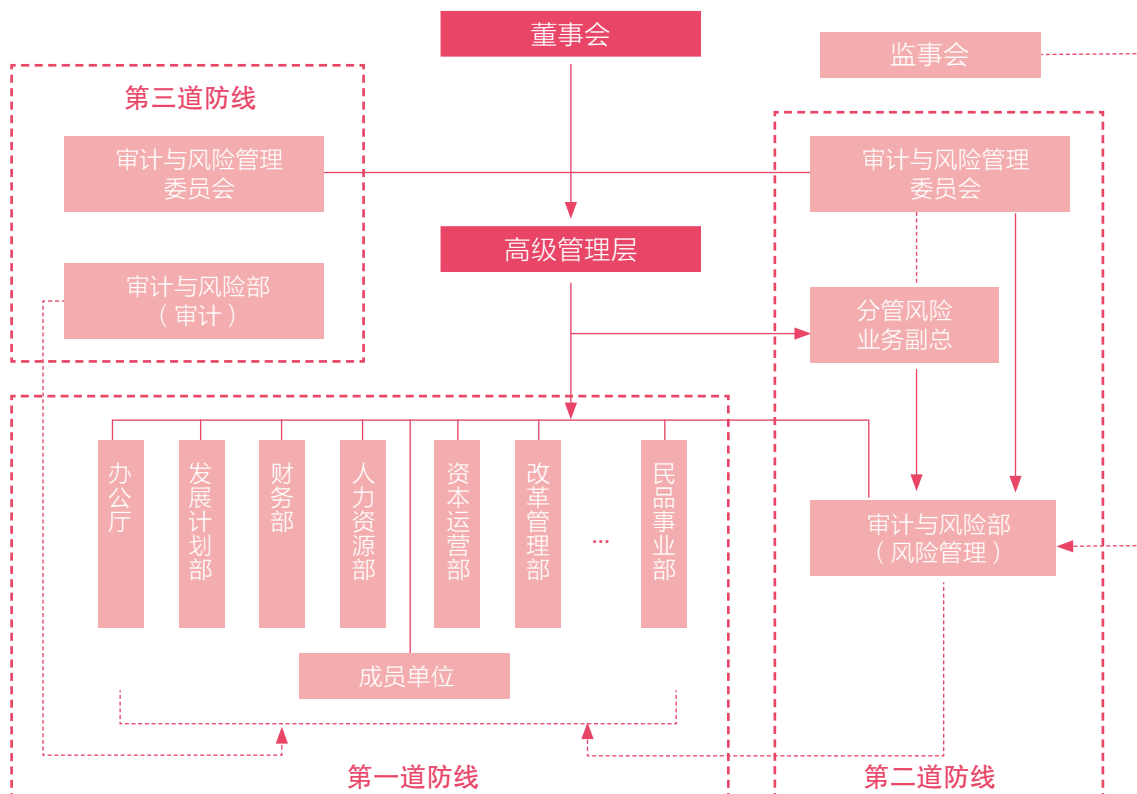 董事会
监事会
第三道防线
审计与风险管理
委员会
审计与风险管理
委员会
高级管理层
审计与风险部
（审计）
分管风险
业务副总
办公厅
发展计划部
财务部
人力资源部
资本运营部
改革管理部
...
民品事业部
审计与风险部
（风险管理）
成员单位
第一道防线
第二道防线